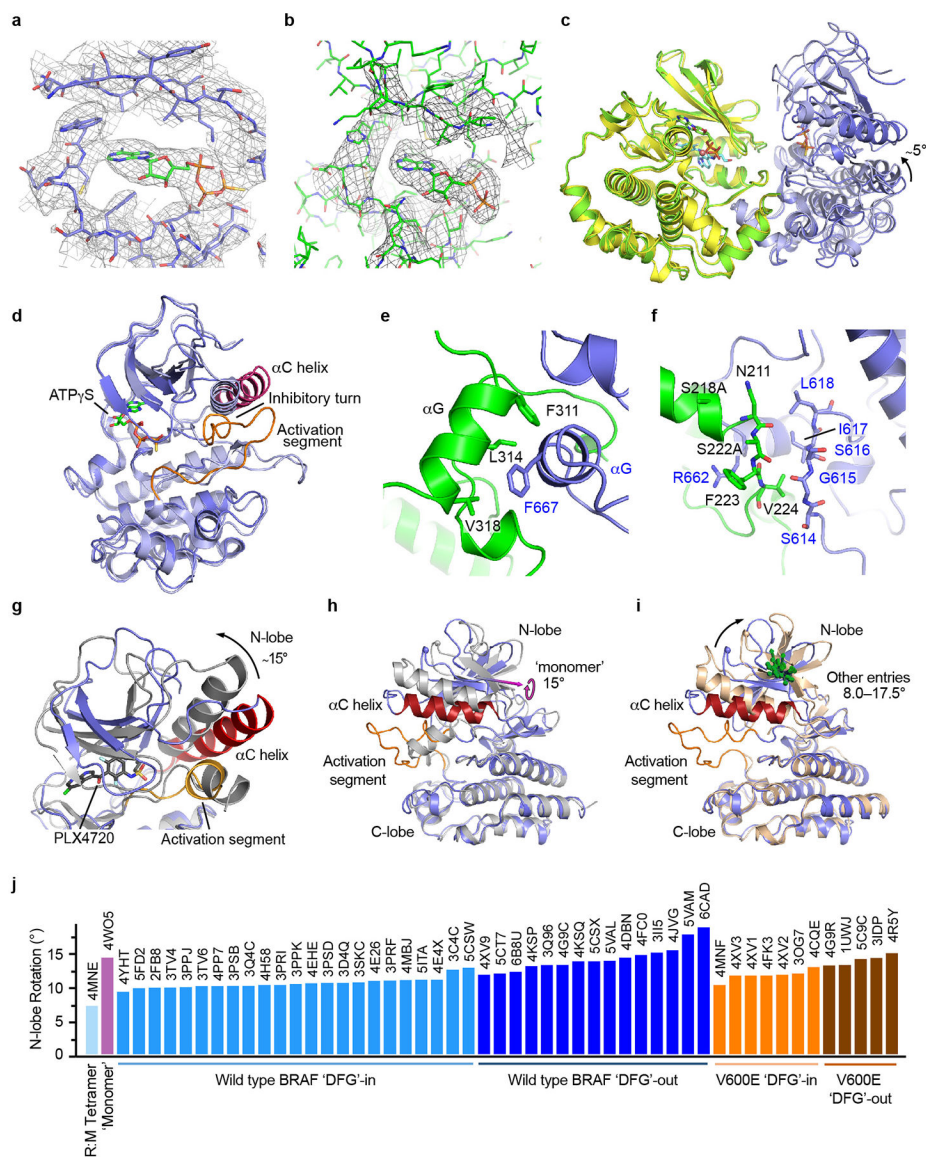 a
b
c
~5°
d
αC helix
Inhibitory turn
ATPγS
Activation
segment
e
αG
F311
L314
αG
F667
V318
f
N211
S218A
L618
I617
S222A
S616
R662
G615
F223
V224
S614
g
N-lobe
~15°
αC helix
PLX4720
Activation segment
h
N-lobe
‘monomer’
15°
αC helix
Activation
segment
C-lobe
i
N-lobe
Other entries
8.0–17.5°
αC helix
Activation
segment
C-lobe
j
N-lobe Rotation (°)
15
10
5
0
4MNE
4WO5
4YHT
5FD2
2FB8
3TV4
3PPJ
3TV6
4PP7
3PSB
3Q4C
4H58
3PRI
3PPK
4EHE
3PSD
3D4Q
3SKC
4E26
3PRF
4MBJ
5ITA
4E4X
3C4C
5CSW
4XV9
5CT7
6B8U
4KSP
3Q96
4G9C
4KSQ
5CSX
5VAL
4DBN
4FC0
3II5
4JVG
5VAM
6CAD
4MNF
4XV3
4XV1
4FK3
4XV2
3OG7
4CQE
4G9R
1UWJ
5C9C
3IDP
4R5Y
R:M Tetramer
‘Monomer’
Wild type BRAF ‘DFG’-in
Wild type BRAF ‘DFG’-out
V600E ‘DFG’-in
V600E
‘DFG’-out